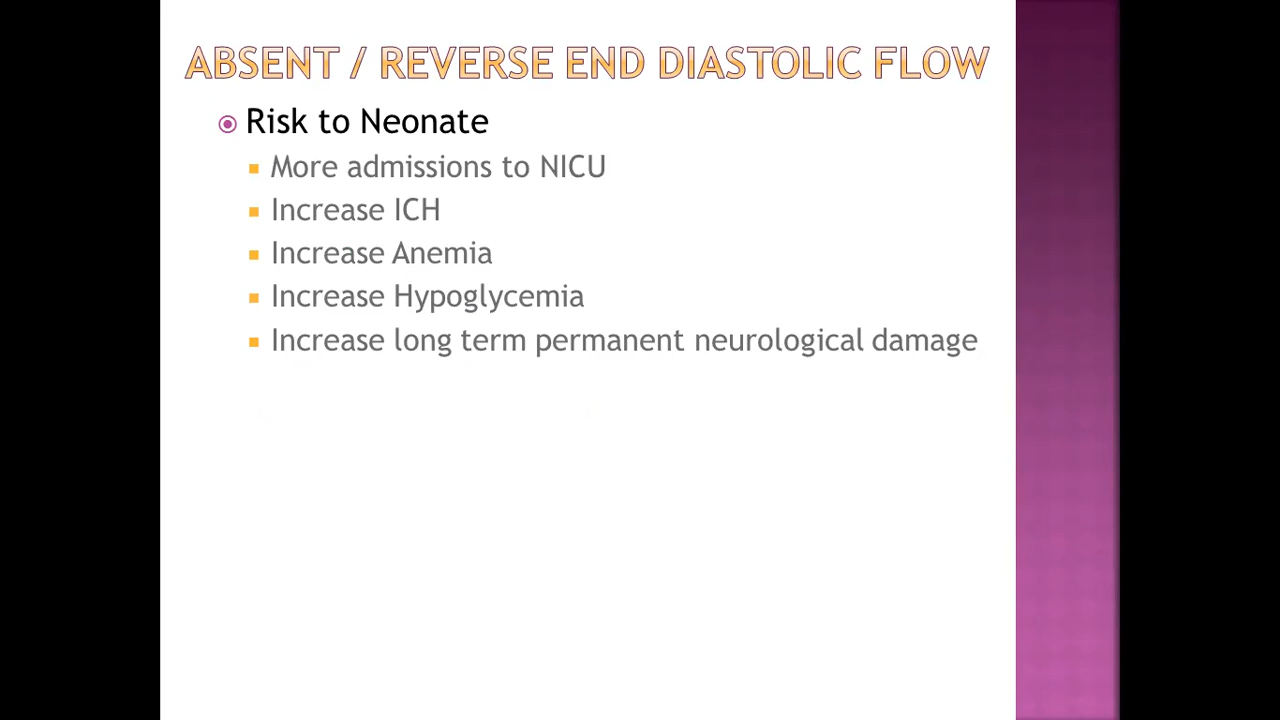 ABSENT / REVERSE END DIASTOLIC FLOW
Risk to Neonate
More admissions to NICU
Increase ICH
Increase Anemia
Increase Hypoglycemia
Increase long term permanent neurological damage